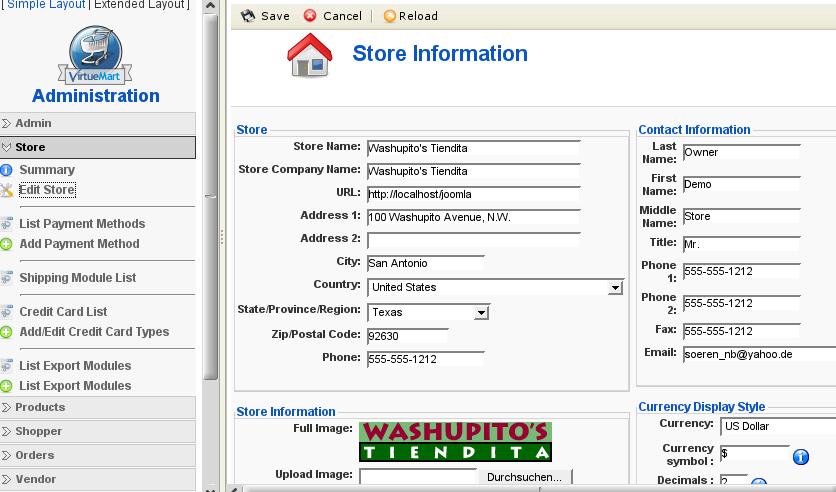 [ Simple Layout | Extended Layout ]
VirtueMart
Administration
Admin
Store
Summary
Edit Store
List Payment Methods
Add Payment Method
Shipping Module List
Credit Card List
Add/Edit Credit Card Types
List Export Modules
List Export Modules
Products
Shopper
Orders
Vendor
Save Cancel Reload
Store Information
Store
Store Name: Washupito's Tiendita
Store Company Name: Washupito's Tiendita
URL: http://localhost/joomla
Address 1: 100 Washupito Avenue, N.W.
Address 2:
City: San Antonio
Country: United States
State/Province/Region: Texas
Zip/Postal Code: 92630
Phone: 555-555-1212
Contact Information
Last Name: Owner
First Name: Demo
Middle Name: Store
Title: Mr.
Phone 1: 555-555-1212
Phone 2: 555-555-1212
Fax: 555-555-1212
Email: soeren_nb@yahoo.de
Store Information
Full Image: WASHUPITO'S
TIENDITA
Upload Image: Durchsuchen...
Currency Display Style
Currency: US Dollar
Currency symbol : $
Decimals : 2